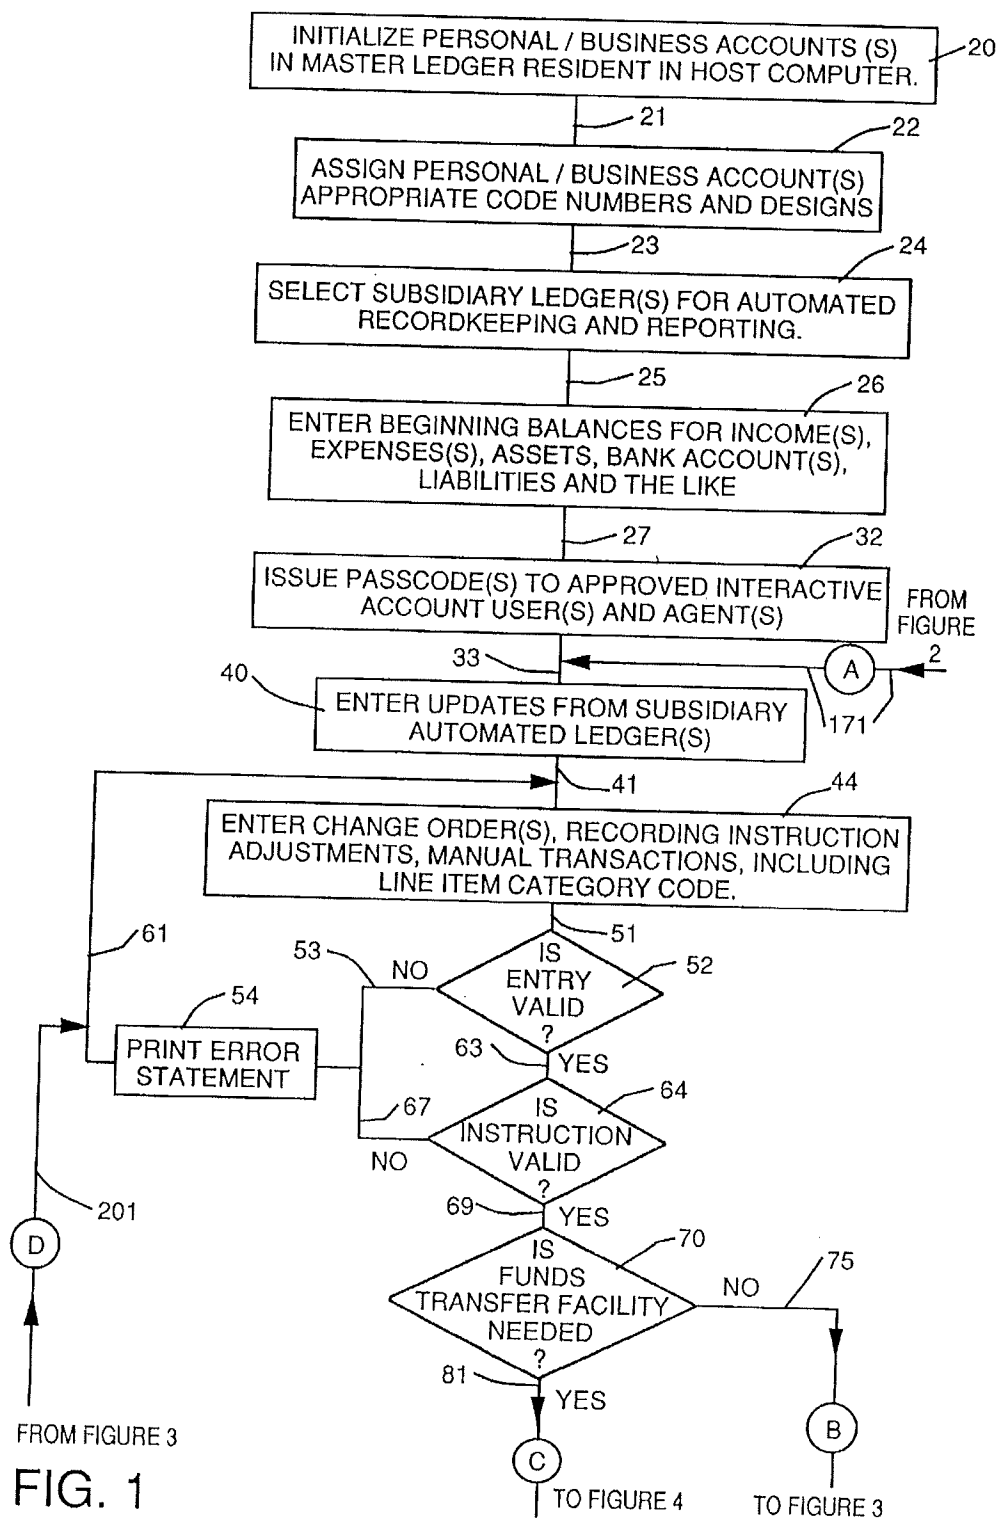 INITIALIZE PERSONAL / BUSINESS ACCOUNTS (S)
IN MASTER LEDGER RESIDENT IN HOST COMPUTER.
20
21
22
ASSIGN PERSONAL / BUSINESS ACCOUNT(S)
APPROPRIATE CODE NUMBERS AND DESIGNS
23
24
SELECT SUBSIDIARY LEDGER(S) FOR AUTOMATED
RECORDKEEPING AND REPORTING.
25
26
ENTER BEGINNING BALANCES FOR INCOME(S),
EXPENSES(S), ASSETS, BANK ACCOUNT(S),
LIABILITIES AND THE LIKE
27
32
ISSUE PASSCODE(S) TO APPROVED INTERACTIVE
ACCOUNT USER(S) AND AGENT(S)
FROM
FIGURE
2
33
A
171
40
ENTER UPDATES FROM SUBSIDIARY
AUTOMATED LEDGER(S)
41
44
ENTER CHANGE ORDER(S), RECORDING INSTRUCTION
ADJUSTMENTS, MANUAL TRANSACTIONS, INCLUDING
LINE ITEM CATEGORY CODE.
51
61
53
NO
IS
ENTRY
VALID
?
52
54
PRINT ERROR
STATEMENT
63
YES
67
64
NO
IS
INSTRUCTION
VALID
?
201
D
69
YES
70
IS
FUNDS
TRANSFER FACILITY
NEEDED
?
NO
75
81
YES
FROM FIGURE 3
C
B
TO FIGURE 4
TO FIGURE 3
FIG. 1